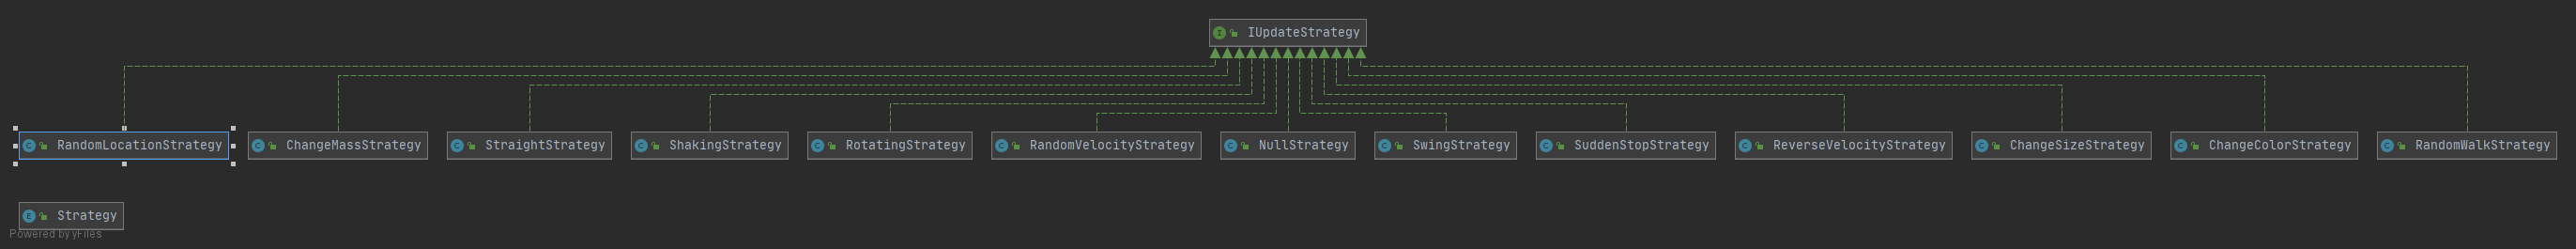 IUpdateStrategy
RandomLocationStrategy ChangeMassStrategy StraightStrategy ShakingStrategy RotatingStrategy RandomVelocityStrategy NullStrategy SwingStrategy SuddenStopStrategy ReverseVelocityStrategy ChangeSizeStrategy ChangeColorStrategy RandomWalkStrategy
Strategy
Powered by yFiles